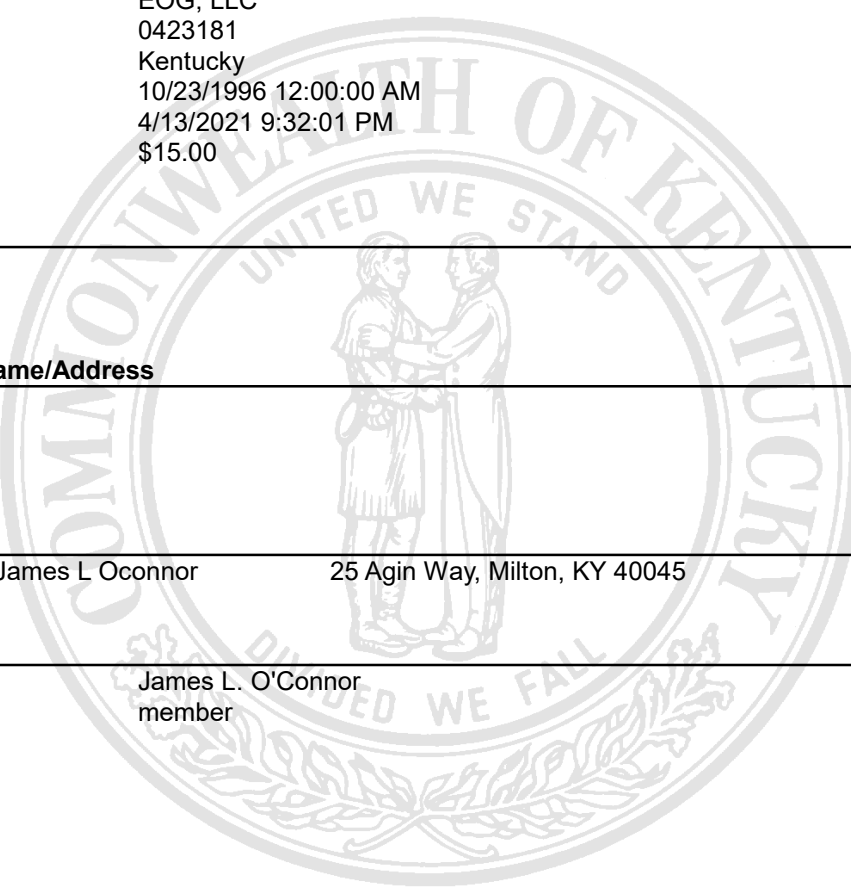 EOG, LLC
0423181
Kentucky
10/23/1996 12:00:00 AM
4/13/2021 9:32:01 PM
$15.00
COMMONWEALTH OF KENTUCKY
UNITED WE STAND
ame/Address
James L Oconnor 25 Agin Way, Milton, KY 40045
James L. O'Connor
member
DIVIDED WE FALL